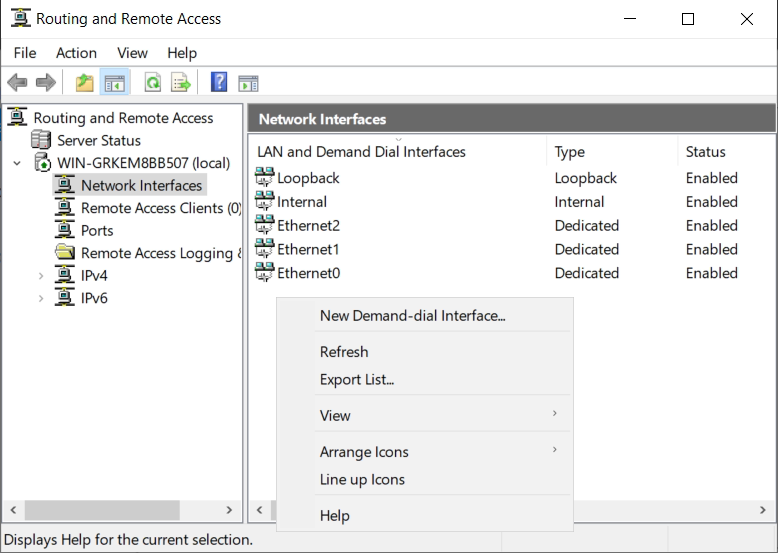 Routing and Remote Access
File Action View Help
Routing and Remote Access
Server Status
WIN-GRKEM8BB507 (local)
Network Interfaces
Remote Access Clients (0)
Ports
Remote Access Logging &
IPv4
IPv6
Network Interfaces
LAN and Demand Dial Interfaces Type Status
Loopback Loopback Enabled
Internal Internal Enabled
Ethernet2 Dedicated Enabled
Ethernet1 Dedicated Enabled
Ethernet0 Dedicated Enabled
New Demand-dial Interface...
Refresh
Export List...
View
Arrange Icons
Line up Icons
Help
Displays Help for the current selection.